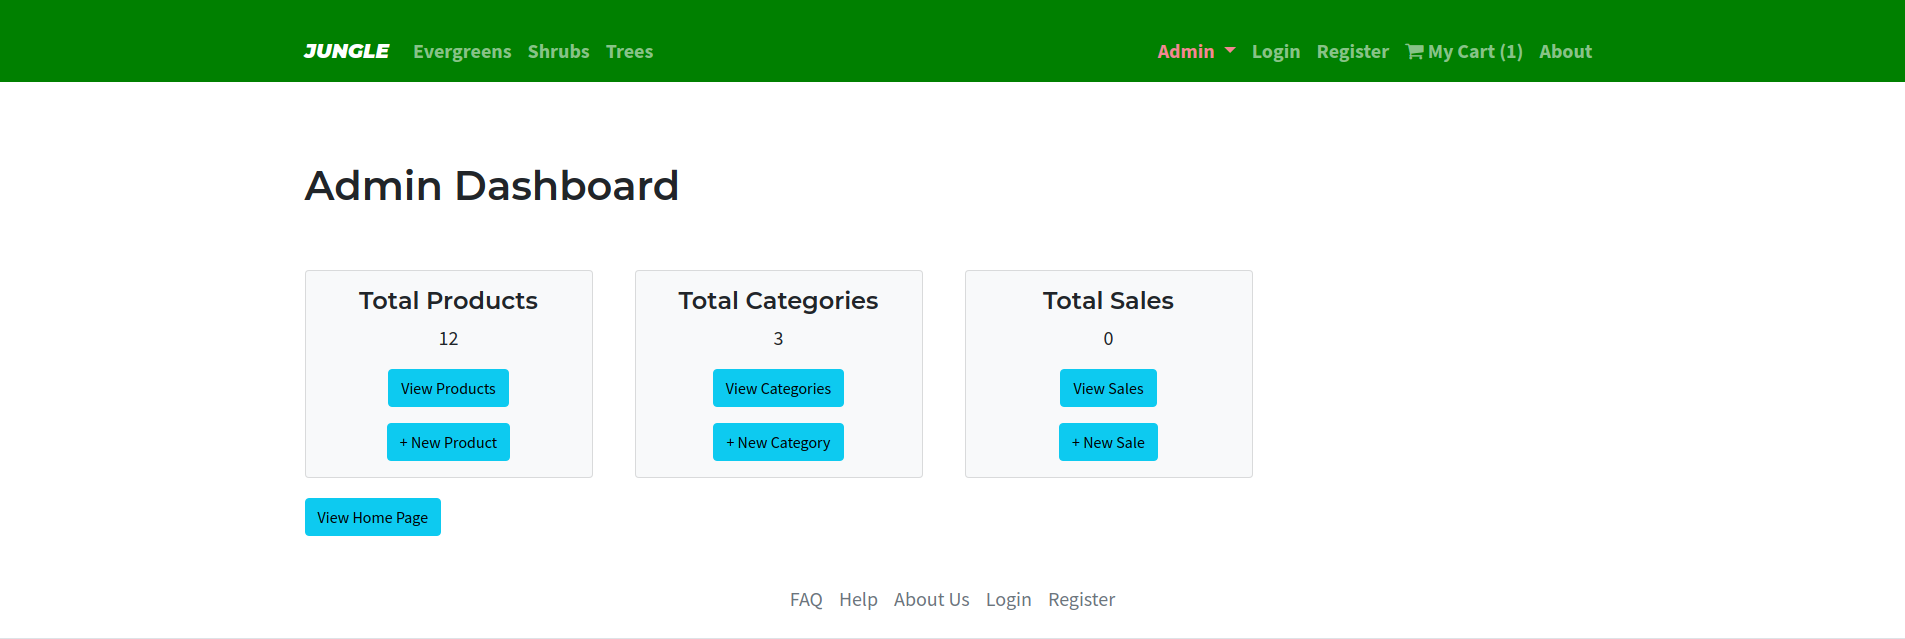 JUNGLE Evergreens Shrubs Trees Admin Login Register My Cart (1) About
Admin Dashboard
Total Products
12
View Products
+ New Product
Total Categories
3
View Categories
+ New Category
Total Sales
0
View Sales
+ New Sale
View Home Page
FAQ Help About Us Login Register